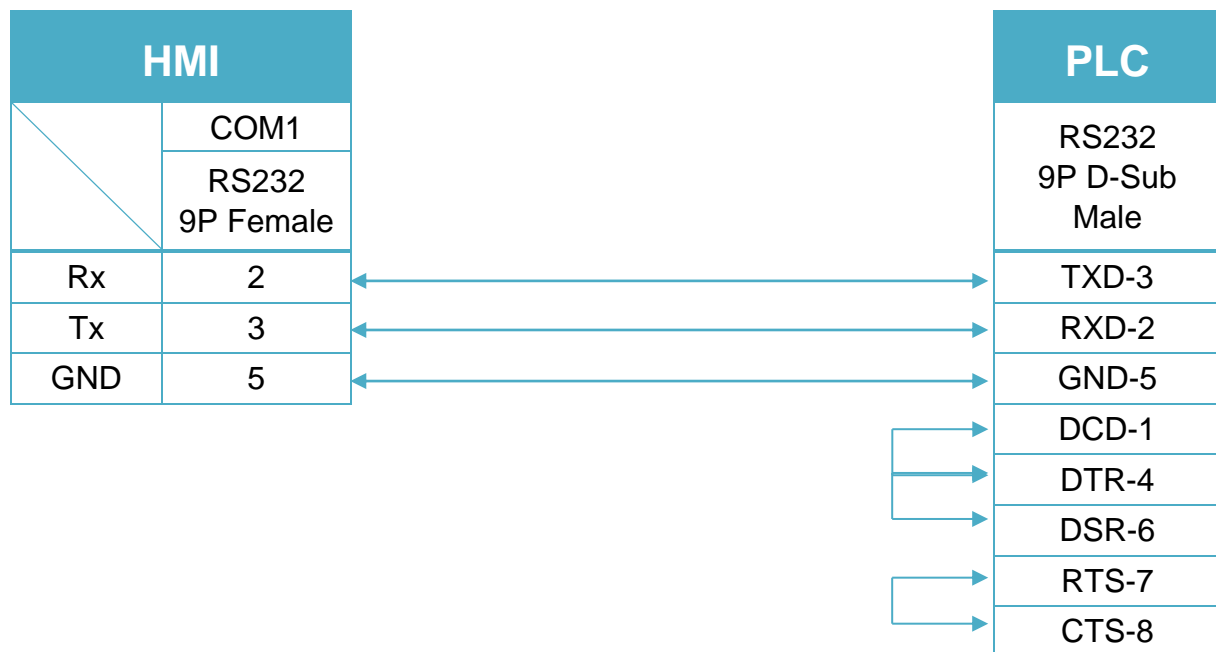 HMI
PLC
COM1
RS232
9P Female
RS232
9P D-Sub
Male
Rx 2 TXD-3
Tx 3 RXD-2
GND 5 GND-5
DCD-1
DTR-4
DSR-6
RTS-7
CTS-8